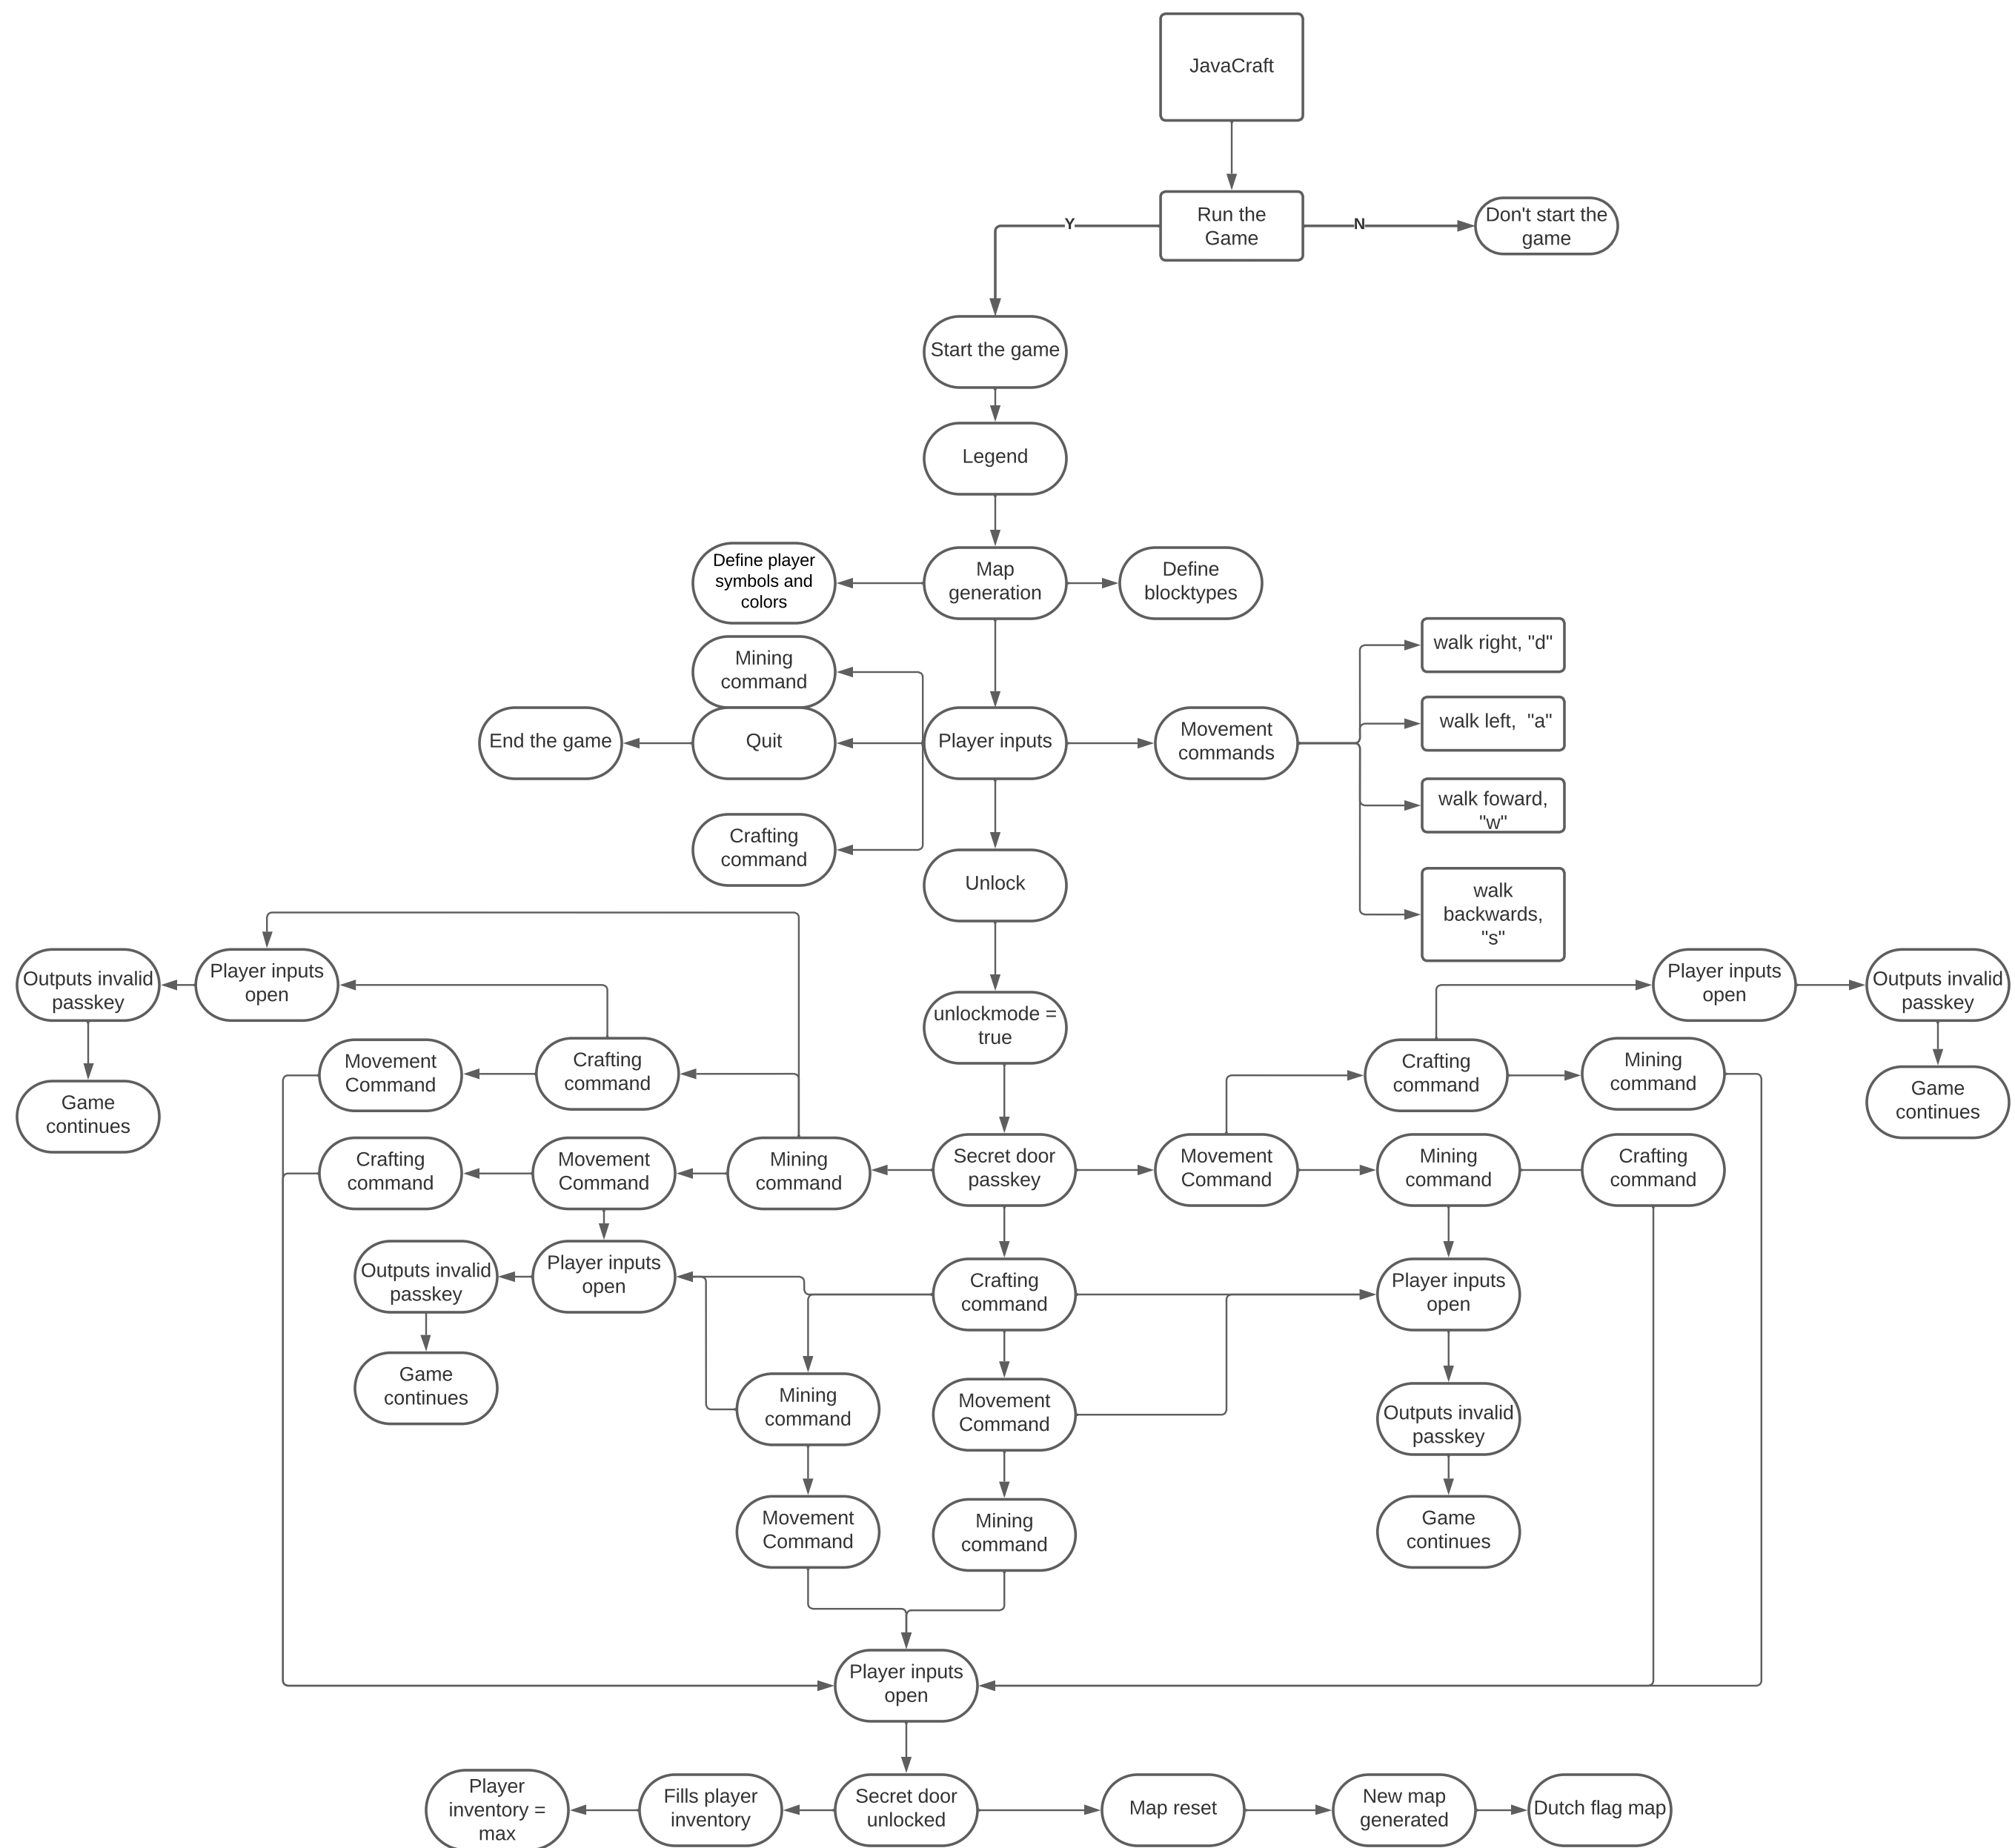 JavaCraft
Run the
Game
Y
N
Don't start the
game
Start the game
Legend
Define player
symbols and
colors
Map
generation
Define
blocktypes
Mining
command
walk right, "d"
walk left,  "a"
End the game
Quit
Player inputs
Movement
commands
walk foward,
"w"
Crafting
command
Unlock
walk
backwards,
"s"
Outputs invalid
passkey
Player inputs
open
Player inputs
open
Outputs invalid
passkey
unlockmode =
true
Game
continues
Movement
Command
Crafting
command
Crafting
command
Mining
command
Game
continues
Crafting
command
Movement
Command
Mining
command
Secret door
passkey
Movement
Command
Mining
command
Crafting
command
Outputs invalid
passkey
Player inputs
open
Crafting
command
Player inputs
open
Game
continues
Mining
command
Movement
Command
Outputs invalid
passkey
Movement
Command
Mining
command
Game
continues
Player inputs
open
Player
inventory =
max
Fills player
inventory
Secret door
unlocked
Map reset
New map
generated
Dutch flag map